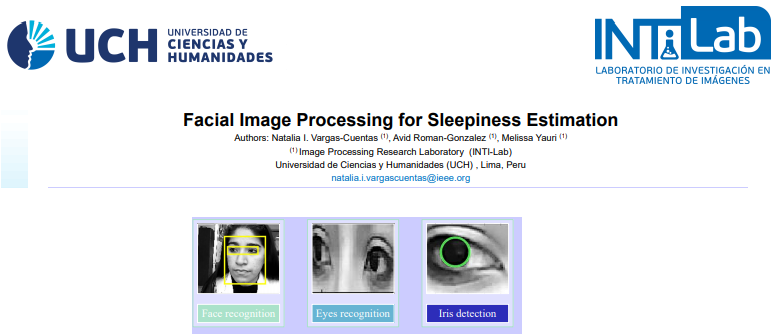 UCH
UNIVERSIDAD DE
CIENCIAS Y
HUMANIDADES
INTiLab
LABORATORIO DE INVESTIGACIÓN EN
TRATAMIENTO DE IMÁGENES
Facial Image Processing for Sleepiness Estimation
Authors: Natalia I. Vargas-Cuentas (1), Avid Roman-Gonzalez (1), Melissa Yauri (1)
(1) Image Processing Research Laboratory (INTI-Lab)
Universidad de Ciencias y Humanidades (UCH) , Lima, Peru
natalia.i.vargascuentas@ieee.org
Face recognition
Eyes recognition
Iris detection